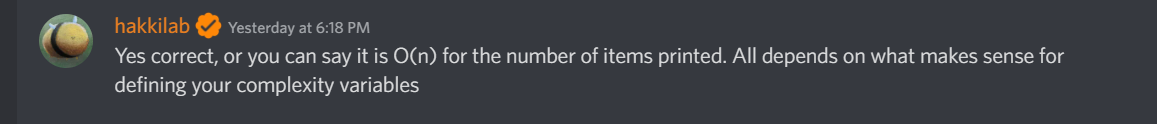 hakkilab Yesterday at 6:18 PM
Yes correct, or you can say it is O(n) for the number of items printed. All depends on what makes sense for
defining your complexity variables